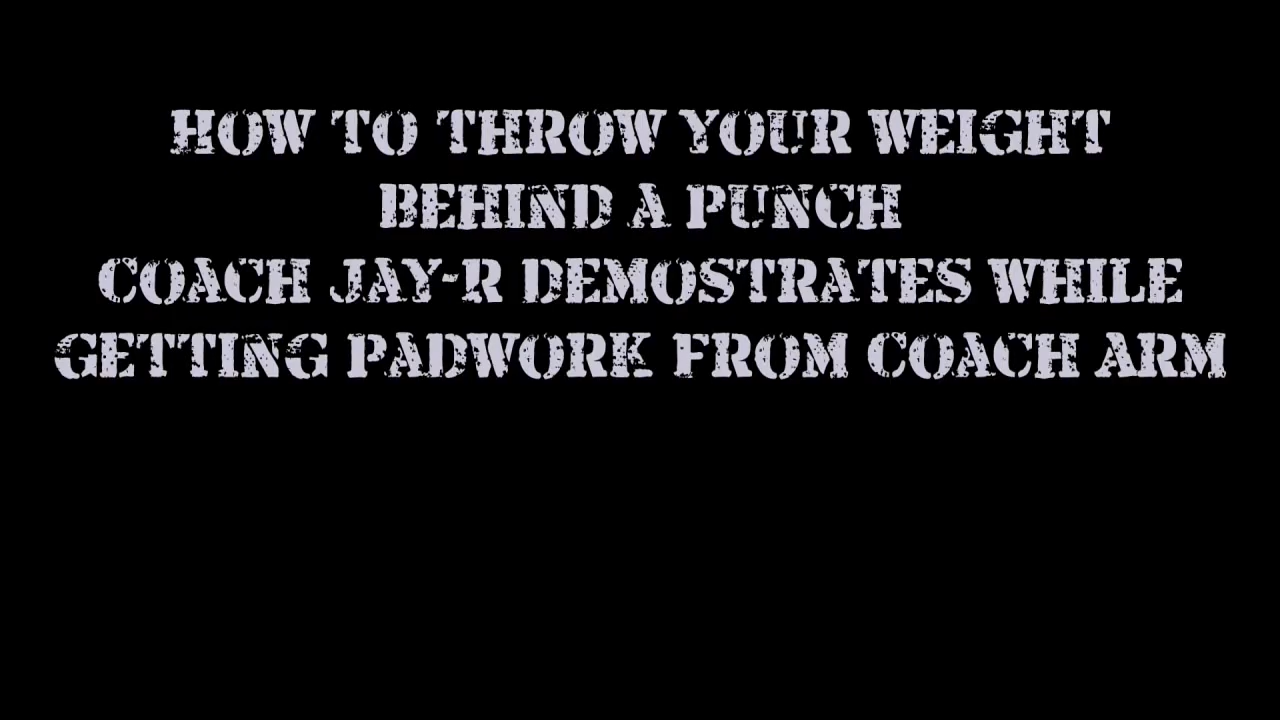 HOW TO THROW YOUR WEIGHT
BEHIND A PUNCH
COACH JAY-R DEMOSTRATES WHILE
GETTING PADWORK FROM COACH ARM